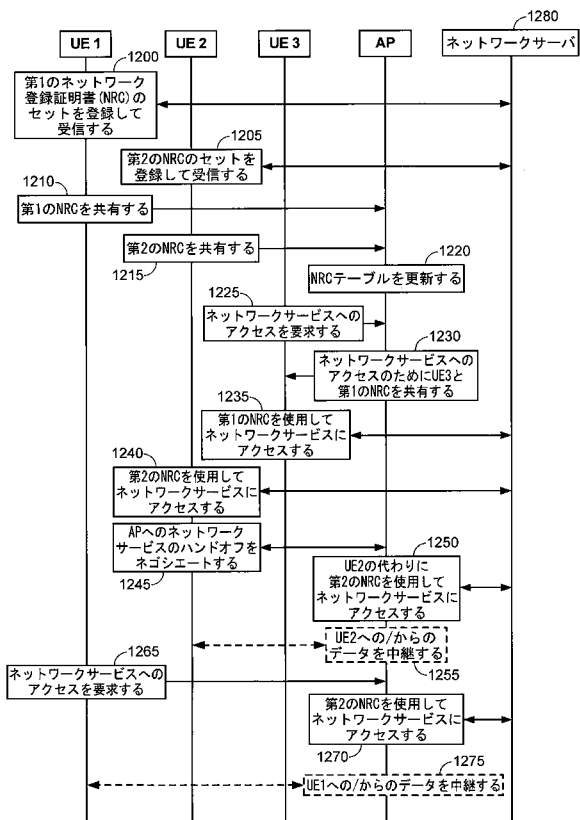 1280
UE 1
UE 2
UE 3
AP
ネットワークサーバ
1200
第1のネットワーク
登録証明書(NRC)の
セットを登録して
受信する
1205
第2のNRCのセットを
登録して受信する
1210
第1のNRCを共有する
第2のNRCを共有する
1215
1220
NRCテーブルを更新する
1225
ネットワークサービスへの
アクセスを要求する
1230
ネットワークサービスへの
アクセスのためにUE3と
第1のNRCを共有する
1235
第1のNRCを使用して
ネットワークサービスに
アクセスする
1240
第2のNRCを使用して
ネットワークサービスに
アクセスする
APへのネットワーク
サービスのハンドオフを
ネゴシエートする
1245
1250
UE2の代わりに
第2のNRCを使用して
ネットワークサービスに
アクセスする
UE2への/からの
データを中継する
1255
1265
ネットワークサービスへの
アクセスを要求する
第2のNRCを使用して
ネットワークサービスに
アクセスする
1270
1275
UE1への/からのデータを中継する